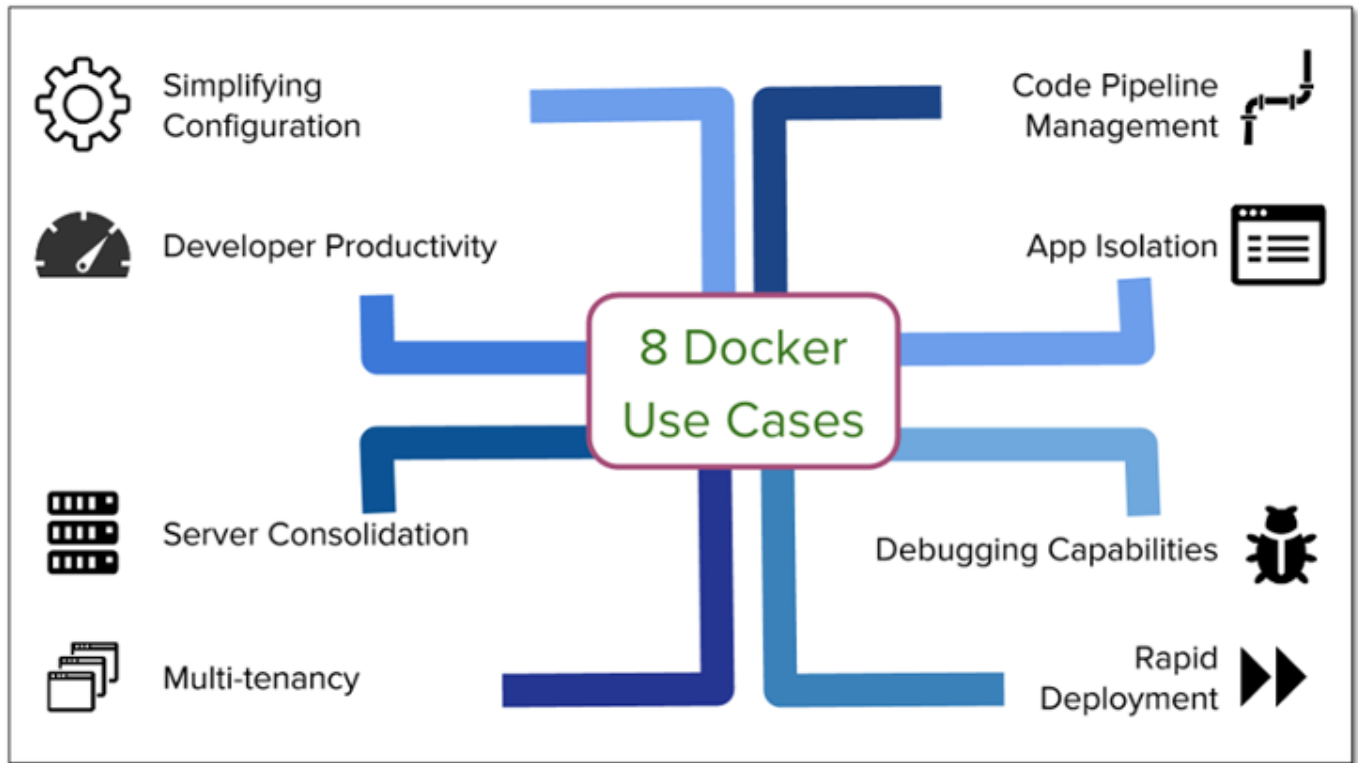 Simplifying
Configuration
Developer Productivity
Server Consolidation
Multi-tenancy
8 Docker
Use Cases
Code Pipeline
Management
App Isolation
Debugging Capabilities
Rapid
Deployment